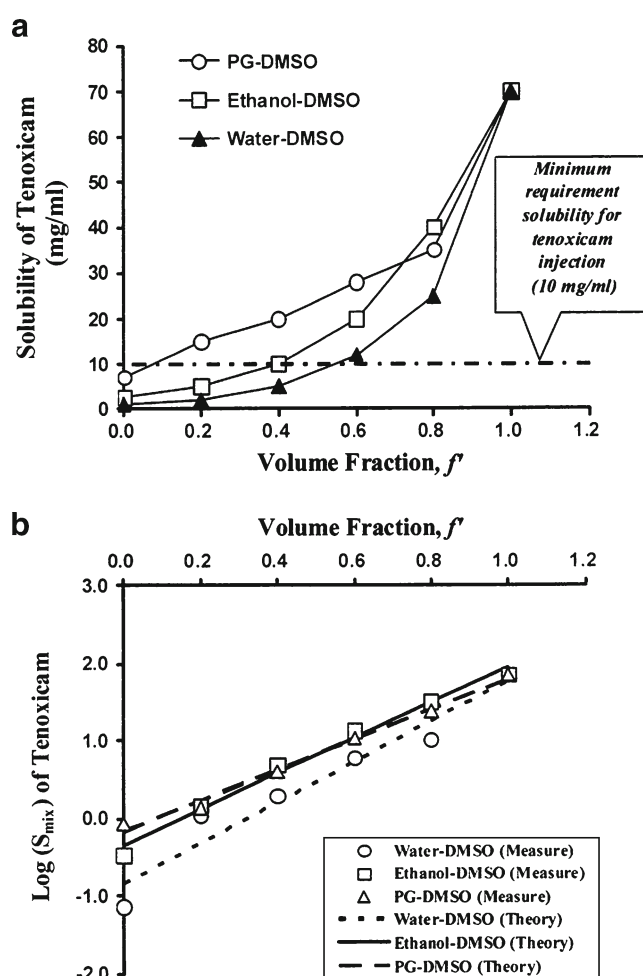 a
80
70
60
50
40
30
20
10
0
Solubility of Tenoxicam
(mg/ml)
PG-DMSO
Ethanol-DMSO
Water-DMSO
Minimum
requirement
solubility for
tenoxicam
injection
(10 mg/ml)
0.0 0.2 0.4 0.6 0.8 1.0 1.2
Volume Fraction, f'
b
Volume Fraction, f'
0.0 0.2 0.4 0.6 0.8 1.0 1.2
3.0
2.0
1.0
0.0
-1.0
-2.0
Log (Smix) of Tenoxicam
Water-DMSO (Measure)
Ethanol-DMSO (Measure)
PG-DMSO (Measure)
Water-DMSO (Theory)
Ethanol-DMSO (Theory)
PG-DMSO (Theory)